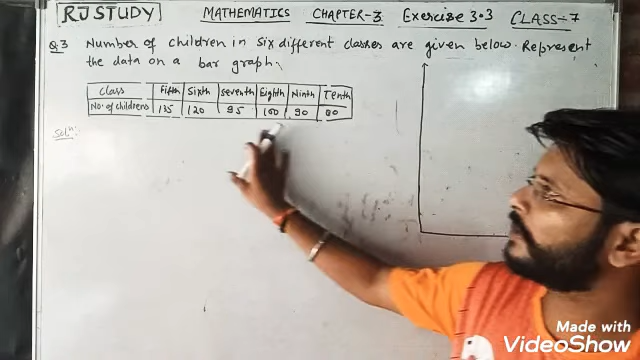 RJ STUDY MATHEMATICS CHAPTER-3 Exercise 3.3 CLASS-7
Q.3 Number of children in six different classes are given below. Represent
the data on a bar graph.
Class Fifth Sixth Seventh Eighth Ninth Tenth
No. of childrens 135 120 95 100 90 80
Solⁿ:
Made with
VideoShow